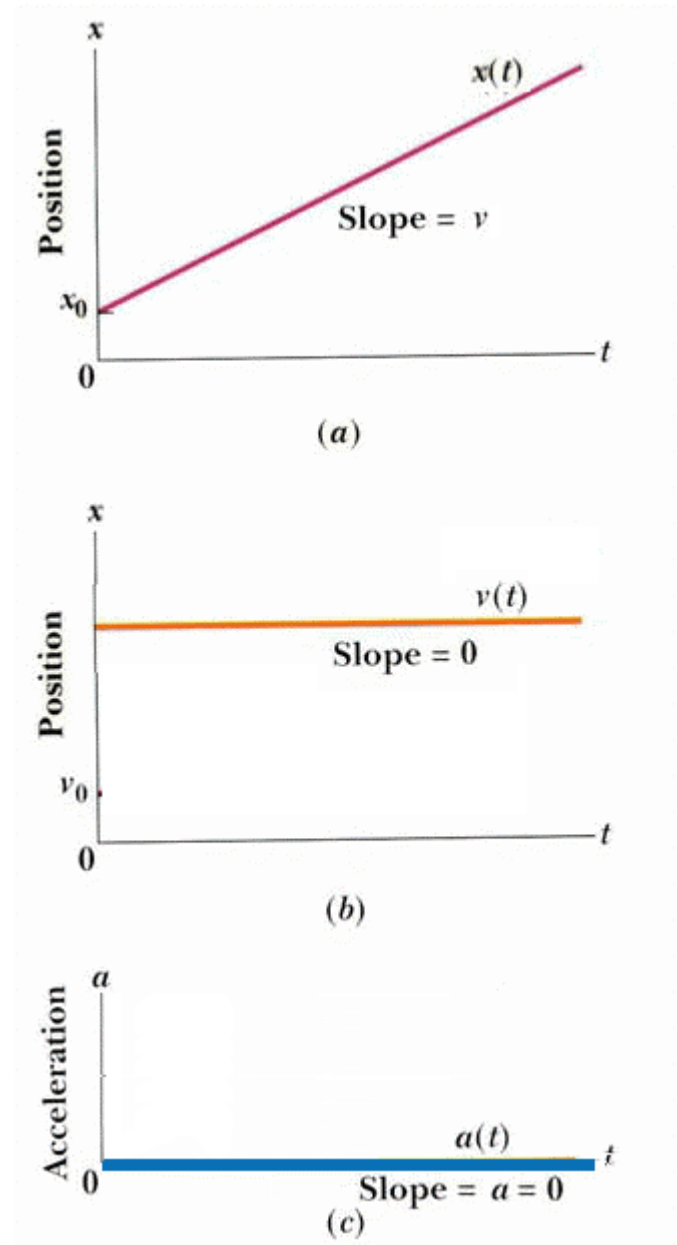 x
x(t)
Position
Slope = v
x0
0
t
(a)
x
v(t)
Position
Slope = 0
v0
0
t
(b)
a
Acceleration
a(t)
t
0
Slope = a = 0
(c)